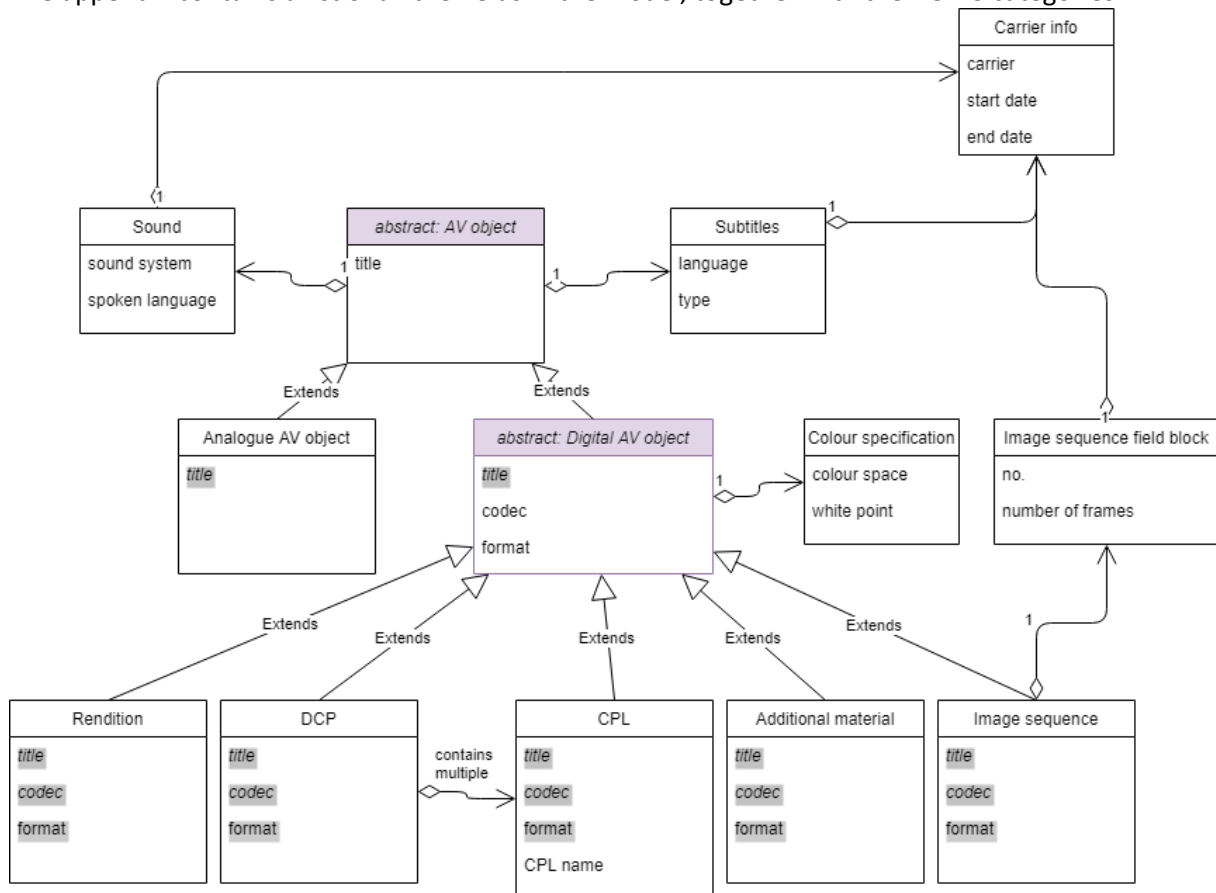 Carrier info
carrier
start date
end date
1
Sound
sound system
spoken language
abstract: AV object
title
1
1
Subtitles
language
type
1
Extends
Extends
Analogue AV object
title
abstract: Digital AV object
title
codec
format
1
Colour specification
colour space
white point
1
Image sequence field block
no.
number of frames
Extends
Extends
Extends
Extends
Extends
1
Rendition
title
codec
format
DCP
title
codec
format
contains
multiple
CPL
title
codec
format
CPL name
Additional material
title
codec
format
Image sequence
title
codec
format